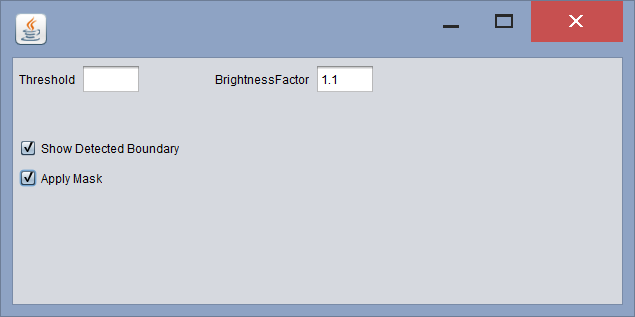 Threshold BrightnessFactor 1.1
Show Detected Boundary
Apply Mask